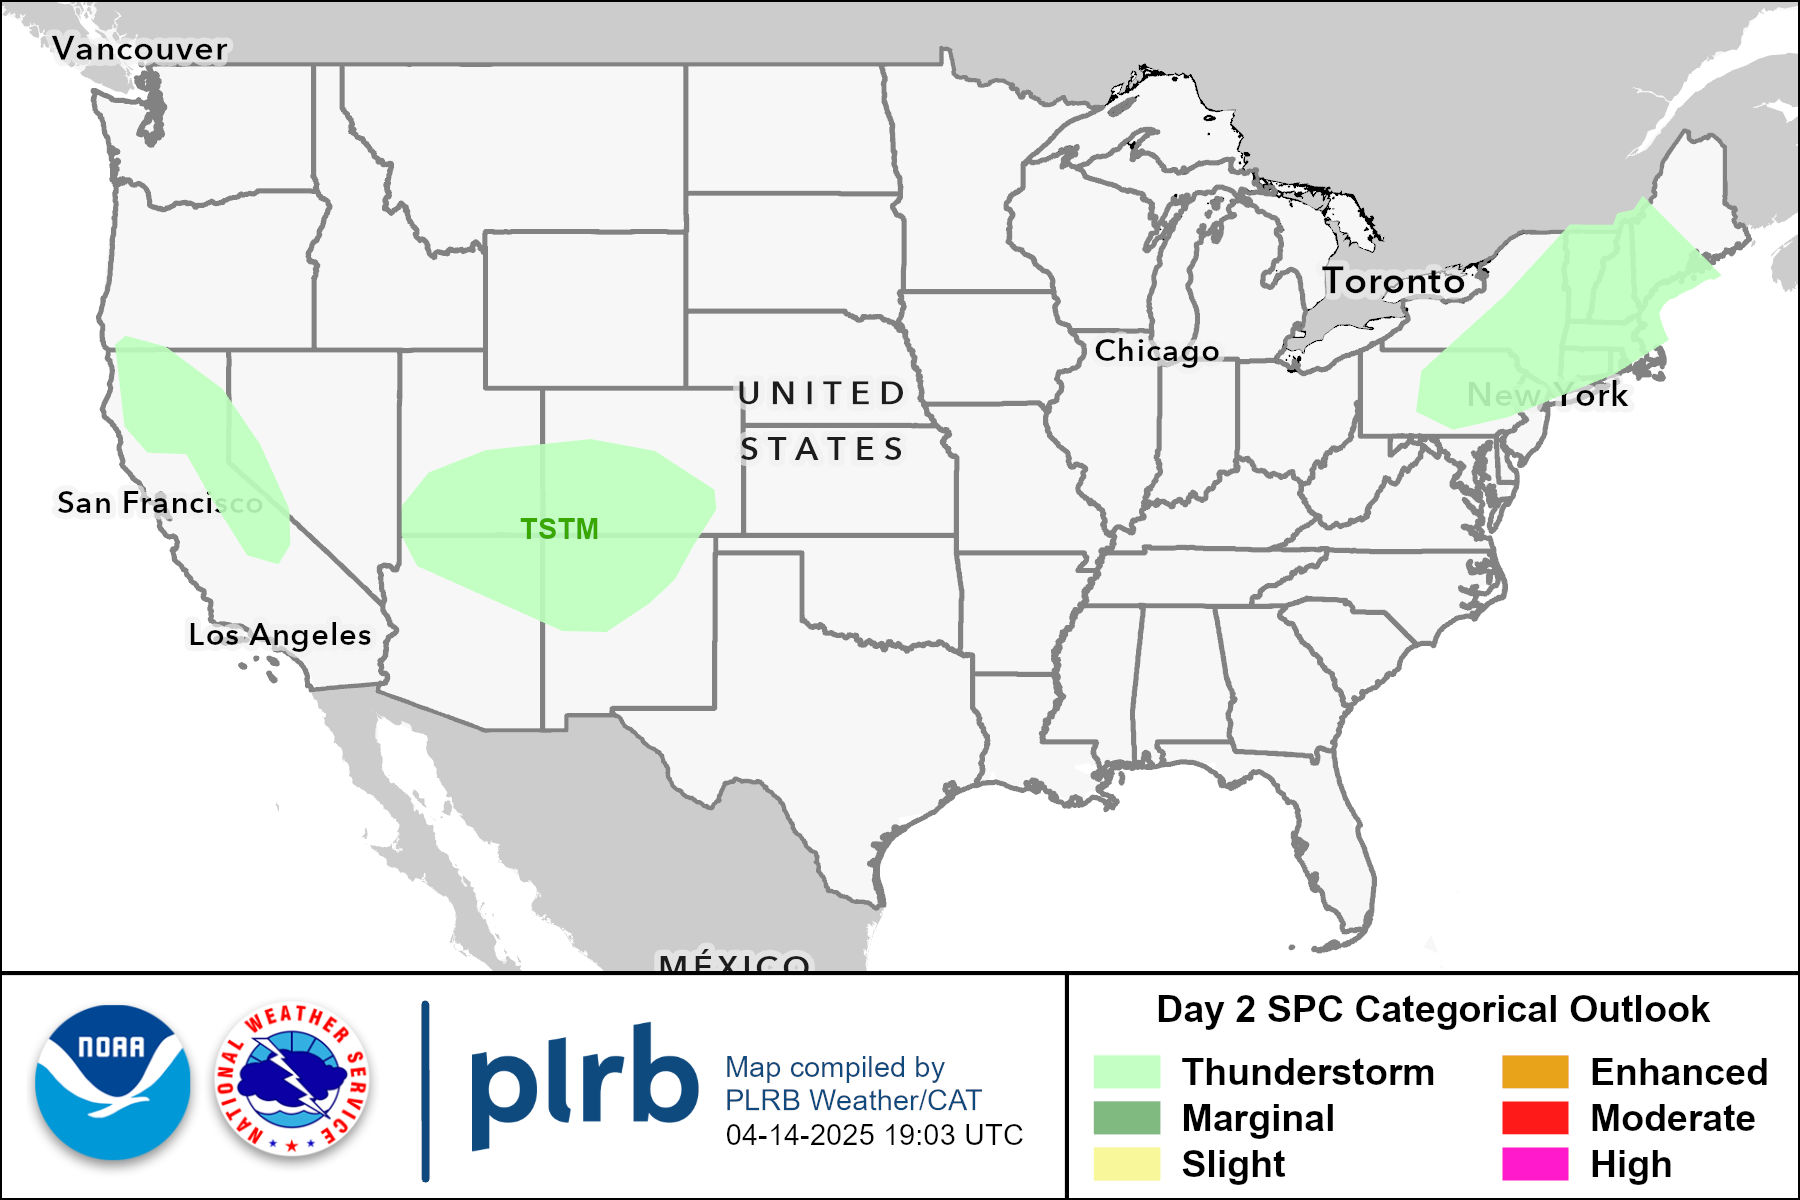 Vancouver
Toronto
Chicago
UNITED
New York
STATES
San Francisco
TSTM
Los Angeles
MÉXICO
NOAA
NATIONAL WEATHER SERVICE
plrb
Map compiled by
PLRB Weather/CAT
04-14-2025 19:03 UTC
Day 2 SPC Categorical Outlook
Thunderstorm
Enhanced
Marginal
Moderate
Slight
High